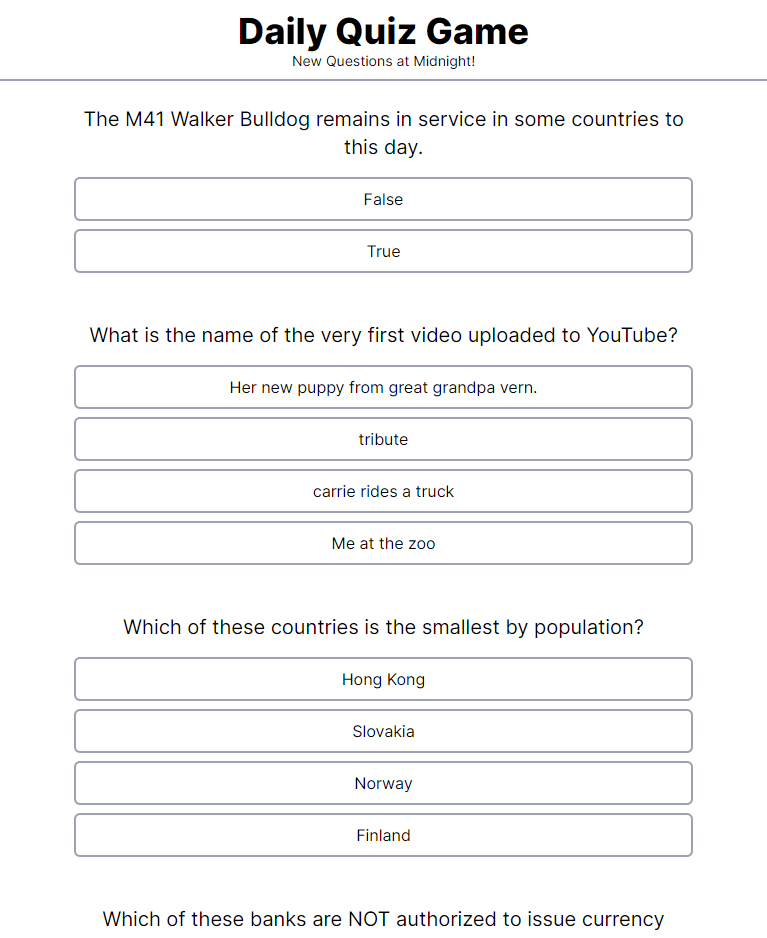 Daily Quiz Game
New Questions at Midnight!
The M41 Walker Bulldog remains in service in some countries to
this day.
False
True
What is the name of the very first video uploaded to YouTube?
Her new puppy from great grandpa vern.
tribute
carrie rides a truck
Me at the zoo
Which of these countries is the smallest by population?
Hong Kong
Slovakia
Norway
Finland
Which of these banks are NOT authorized to issue currency